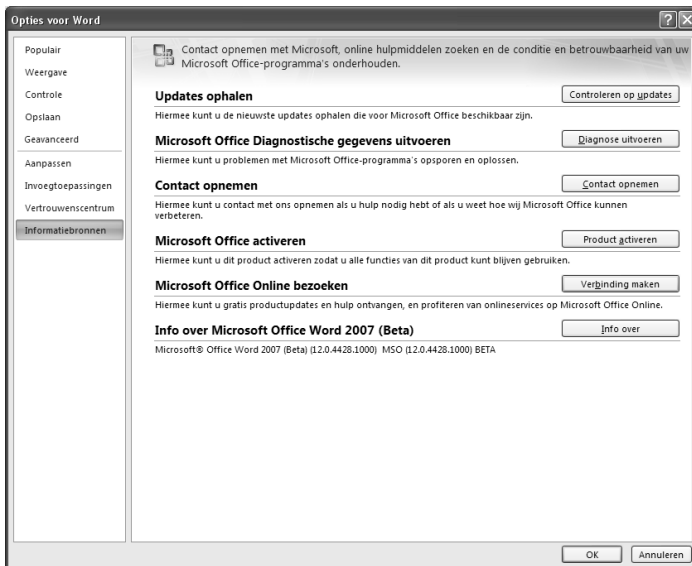 Opties voor Word
Populair
Weergave
Controle
Opslaan
Geavanceerd
Aanpassen
Invoegtoepassingen
Vertrouwenscentrum
Informatiebronnen
Contact opnemen met Microsoft, online hulpmiddelen zoeken en de conditie en betrouwbaarheid van uw
Microsoft Office-programma's onderhouden.
Updates ophalen
Controleren op updates
Hiermee kunt u de nieuwste updates ophalen die voor Microsoft Office beschikbaar zijn.
Microsoft Office Diagnostische gegevens uitvoeren
Diagnose uitvoeren
Hiermee kunt u problemen met Microsoft Office-programma's opsporen en oplossen.
Contact opnemen
Contact opnemen
Hiermee kunt u contact met ons opnemen als u hulp nodig hebt of als u weet hoe wij Microsoft Office kunnen
verbeteren.
Microsoft Office activeren
Product activeren
Hiermee kunt u dit product activeren zodat u alle functies van dit product kunt blijven gebruiken.
Microsoft Office Online bezoeken
Verbinding maken
Hiermee kunt u gratis productupdates en hulp ontvangen, en profiteren van onlineservices op Microsoft Office Online.
Info over Microsoft Office Word 2007 (Beta)
Info over
Microsoft® Office Word 2007 (Beta) (12.0.4428.1000) MSO (12.0.4428.1000) BETA
OK
Annuleren